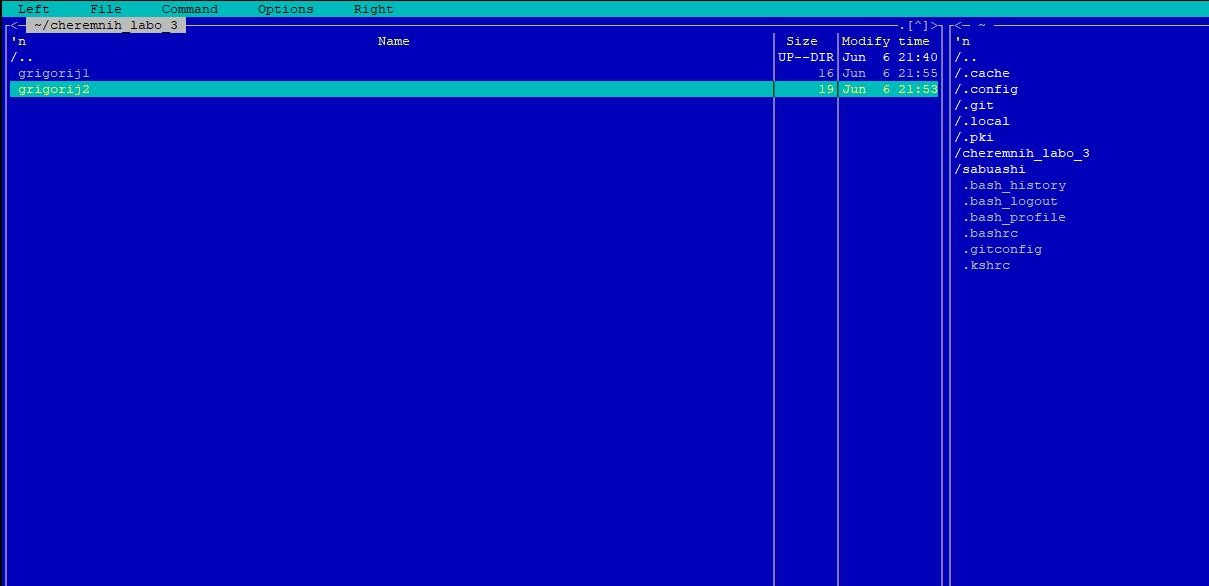 Left File Command Options Right
<─ ~/cheremnih_labo_3 ─.[^]>
'n Name Size Modify time
/.. UP--DIR Jun 6 21:40
grigorij1 16 Jun 6 21:55
grigorij2 19 Jun 6 21:53
<─ ~
'n
/..
/.cache
/.config
/.git
/.local
/.pki
/cheremnih_labo_3
/sabuashi
.bash_history
.bash_logout
.bash_profile
.bashrc
.gitconfig
.kshrc